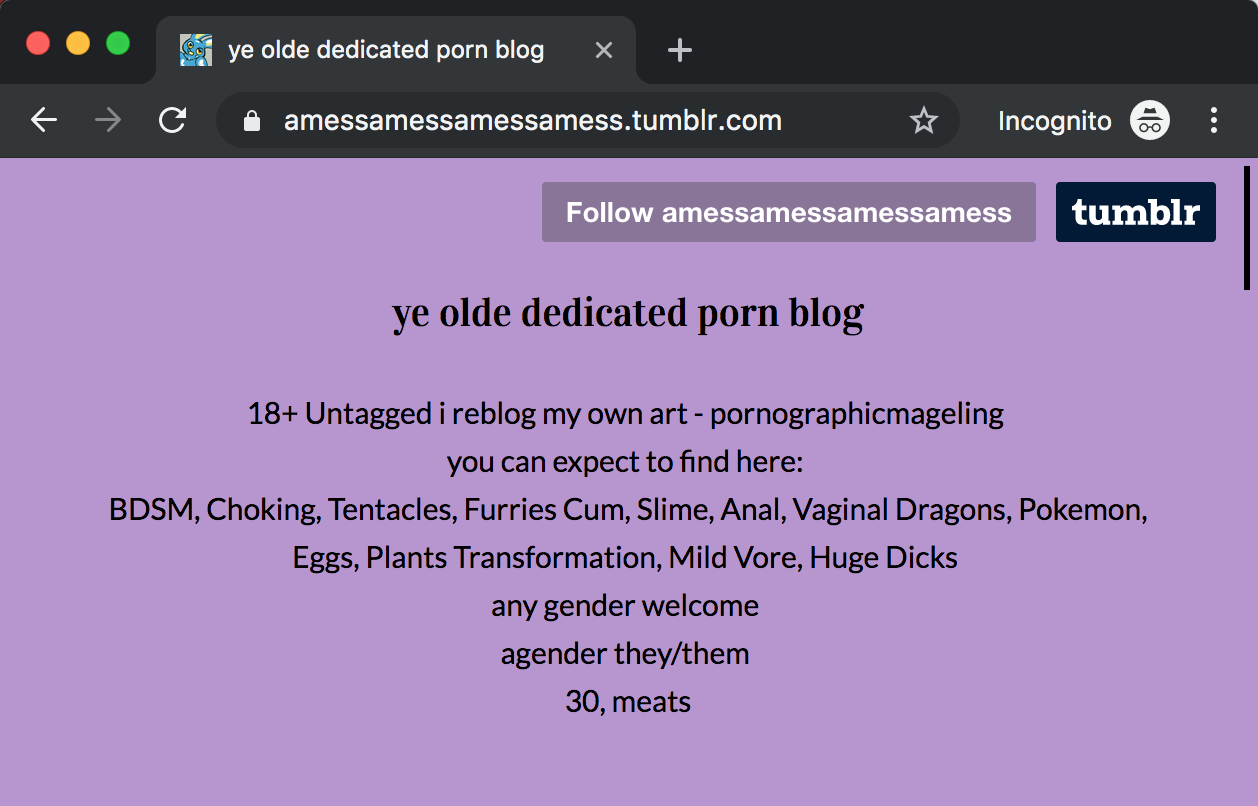 ye olde dedicated porn blog
amessamessamessamess.tumblr.com
Incognito
Follow amessamessamessamess
tumblr
ye olde dedicated porn blog
18+ Untagged i reblog my own art - pornographicmageling
you can expect to find here:
BDSM, Choking, Tentacles, Furries Cum, Slime, Anal, Vaginal Dragons, Pokemon,
Eggs, Plants Transformation, Mild Vore, Huge Dicks
any gender welcome
agender they/them
30, meats